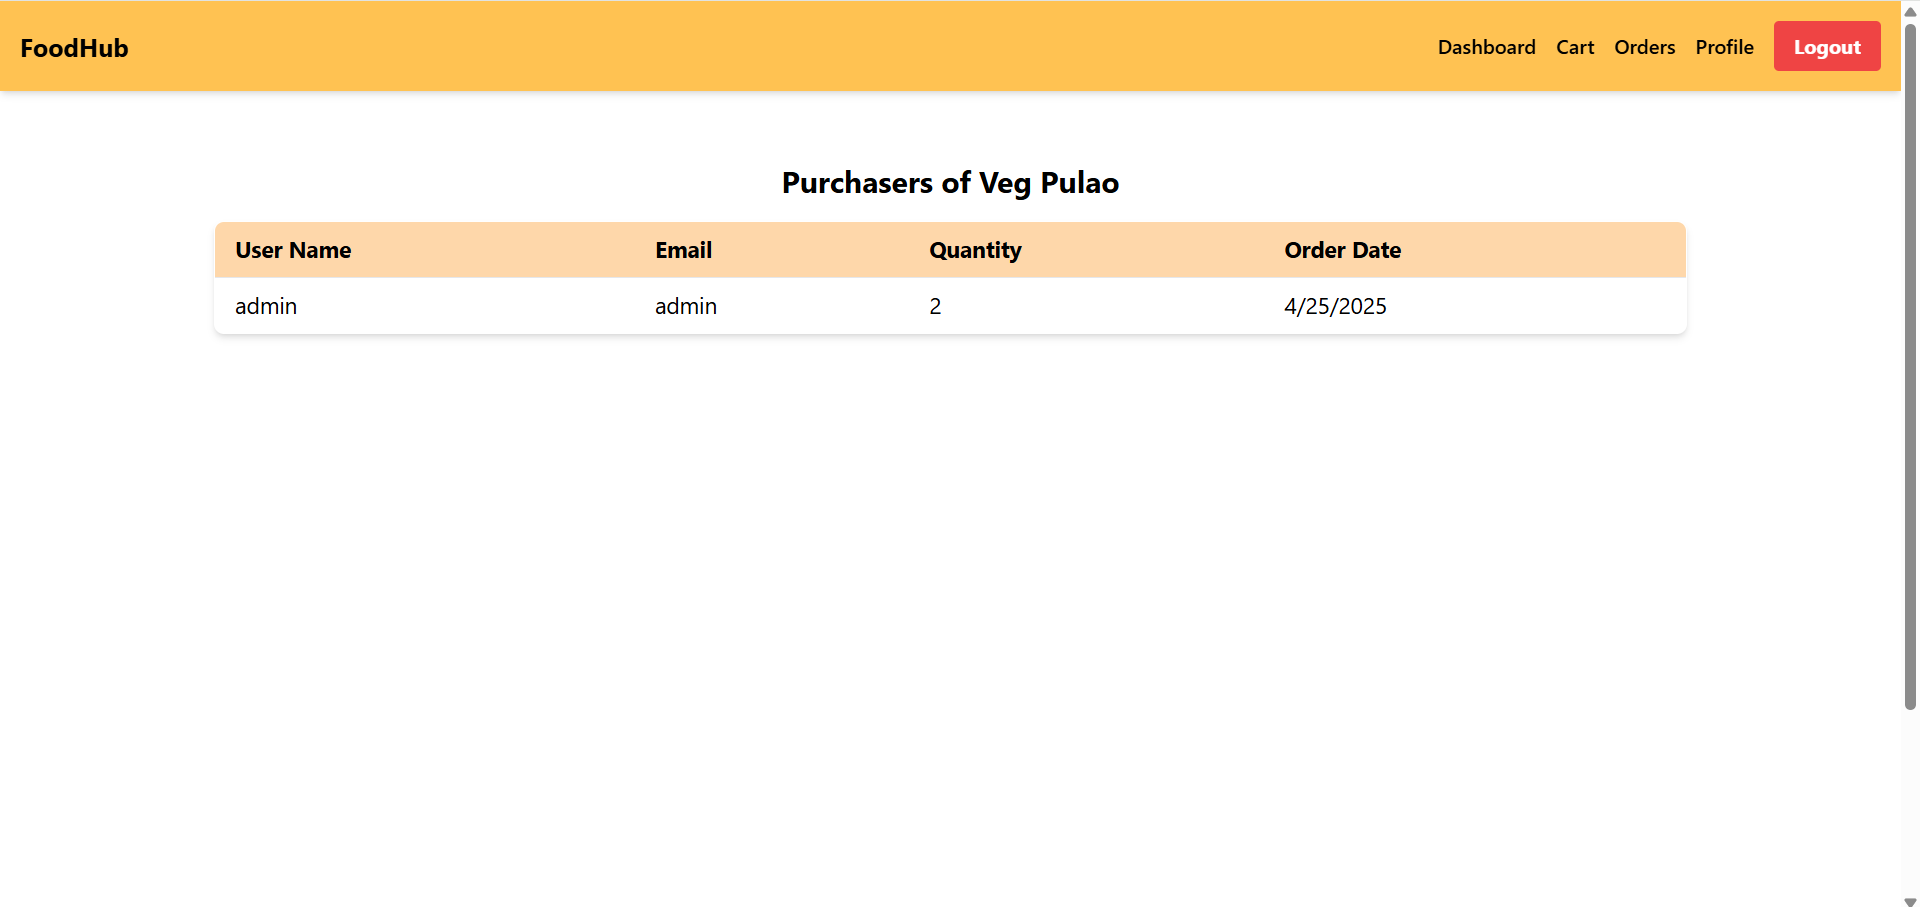 FoodHub Dashboard Cart Orders Profile Logout
Purchasers of Veg Pulao
User Name Email Quantity Order Date
admin admin 2 4/25/2025